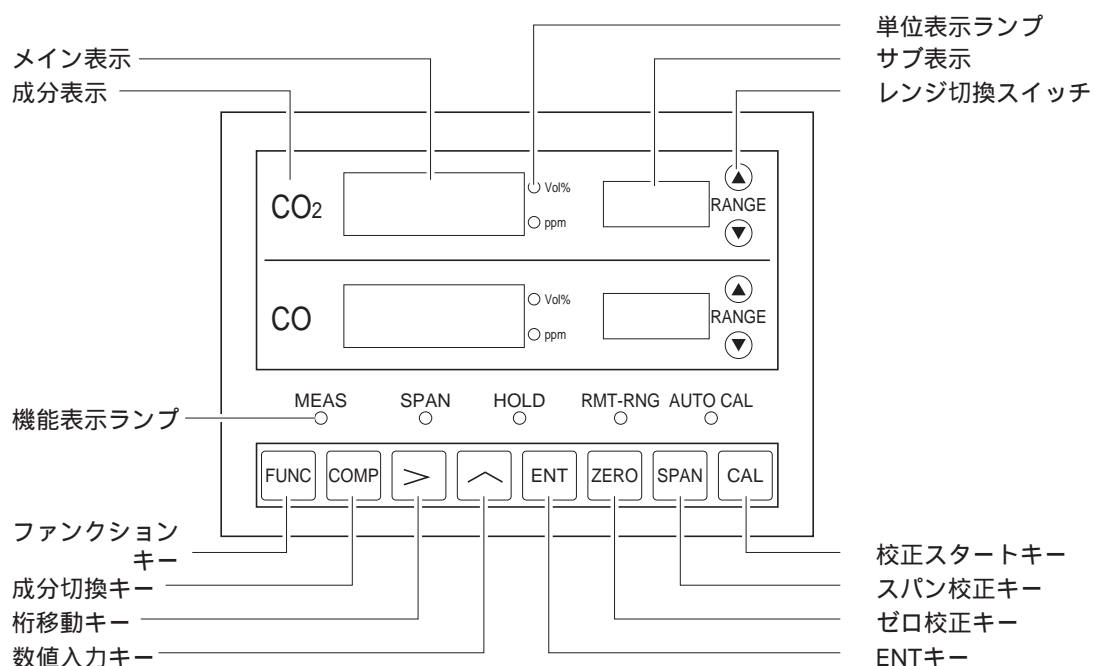 単位表示ランプ
メイン表示
サブ表示
成分表示
レンジ切換スイッチ
CO2
Vol%
ppm
RANGE
CO
Vol%
ppm
RANGE
機能表示ランプ
MEAS SPAN HOLD RMT-RNG AUTO CAL
FUNC COMP > ︿ ENT ZERO SPAN CAL
ファンクション
キー
成分切換キー
桁移動キー
数値入力キー
校正スタートキー
スパン校正キー
ゼロ校正キー
ENTキー